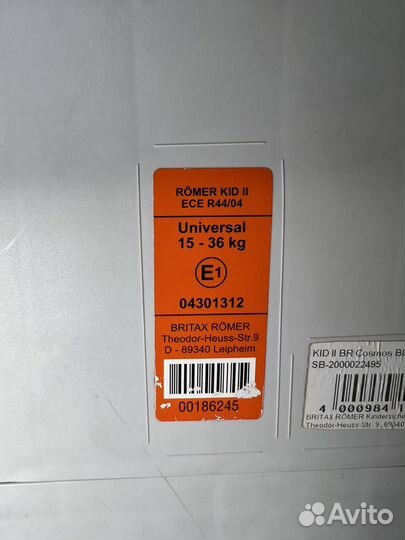 RÖMER KID II
ECE R44/04
Universal
15 - 36 kg
E1
04301312
BRITAX RÖMER
Theodor-Heuss-Str.9
D - 89340 Leipheim
00186245
KID II BR Cosmos
SB-2000022495
4 000984
BRITAX RÖMER
Theodor-Heuss-Str. 9, 89340
Avito